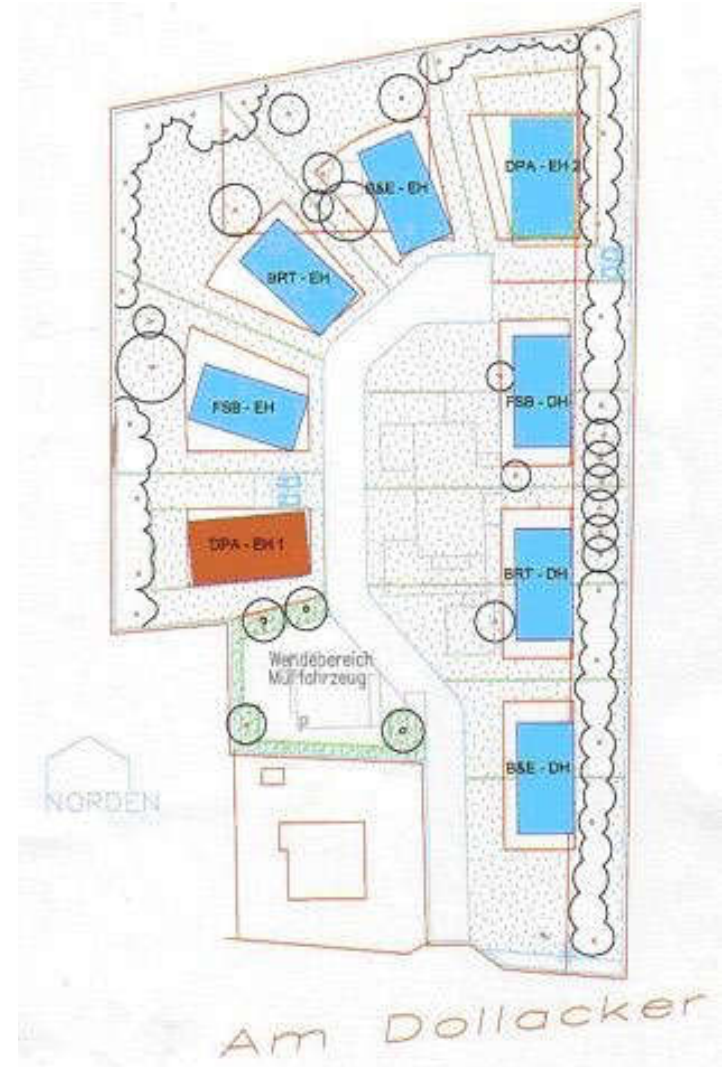 DPA - EH 2
B&E - EH
BRT - EH
FSB - EH
FSB - DH
DPA - EH 1
BRT - DH
Wendebereich
Müllfahrzeug
P
B&E - DH
NORDEN
Am Dollacker